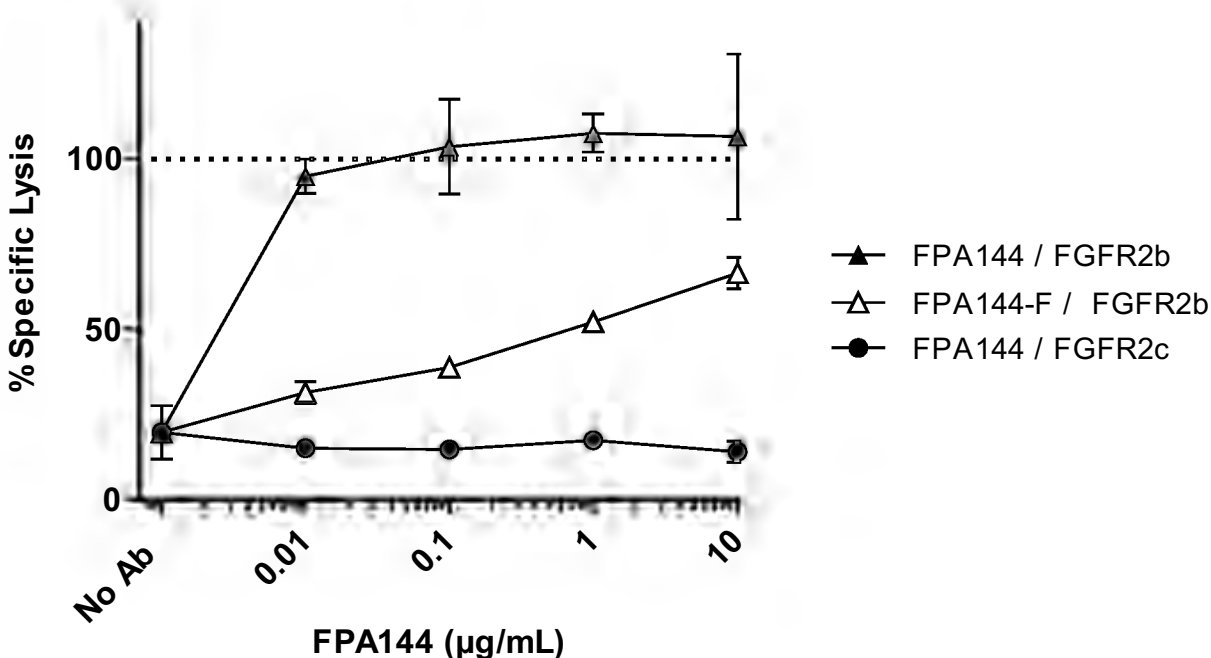 %Specific Lysis
100
50
0
No Ab
0.01
0.1
1
10
FPA144 (µg/mL)
FPA144 / FGFR2b
FPA144-F / FGFR2b
FPA144 / FGFR2c